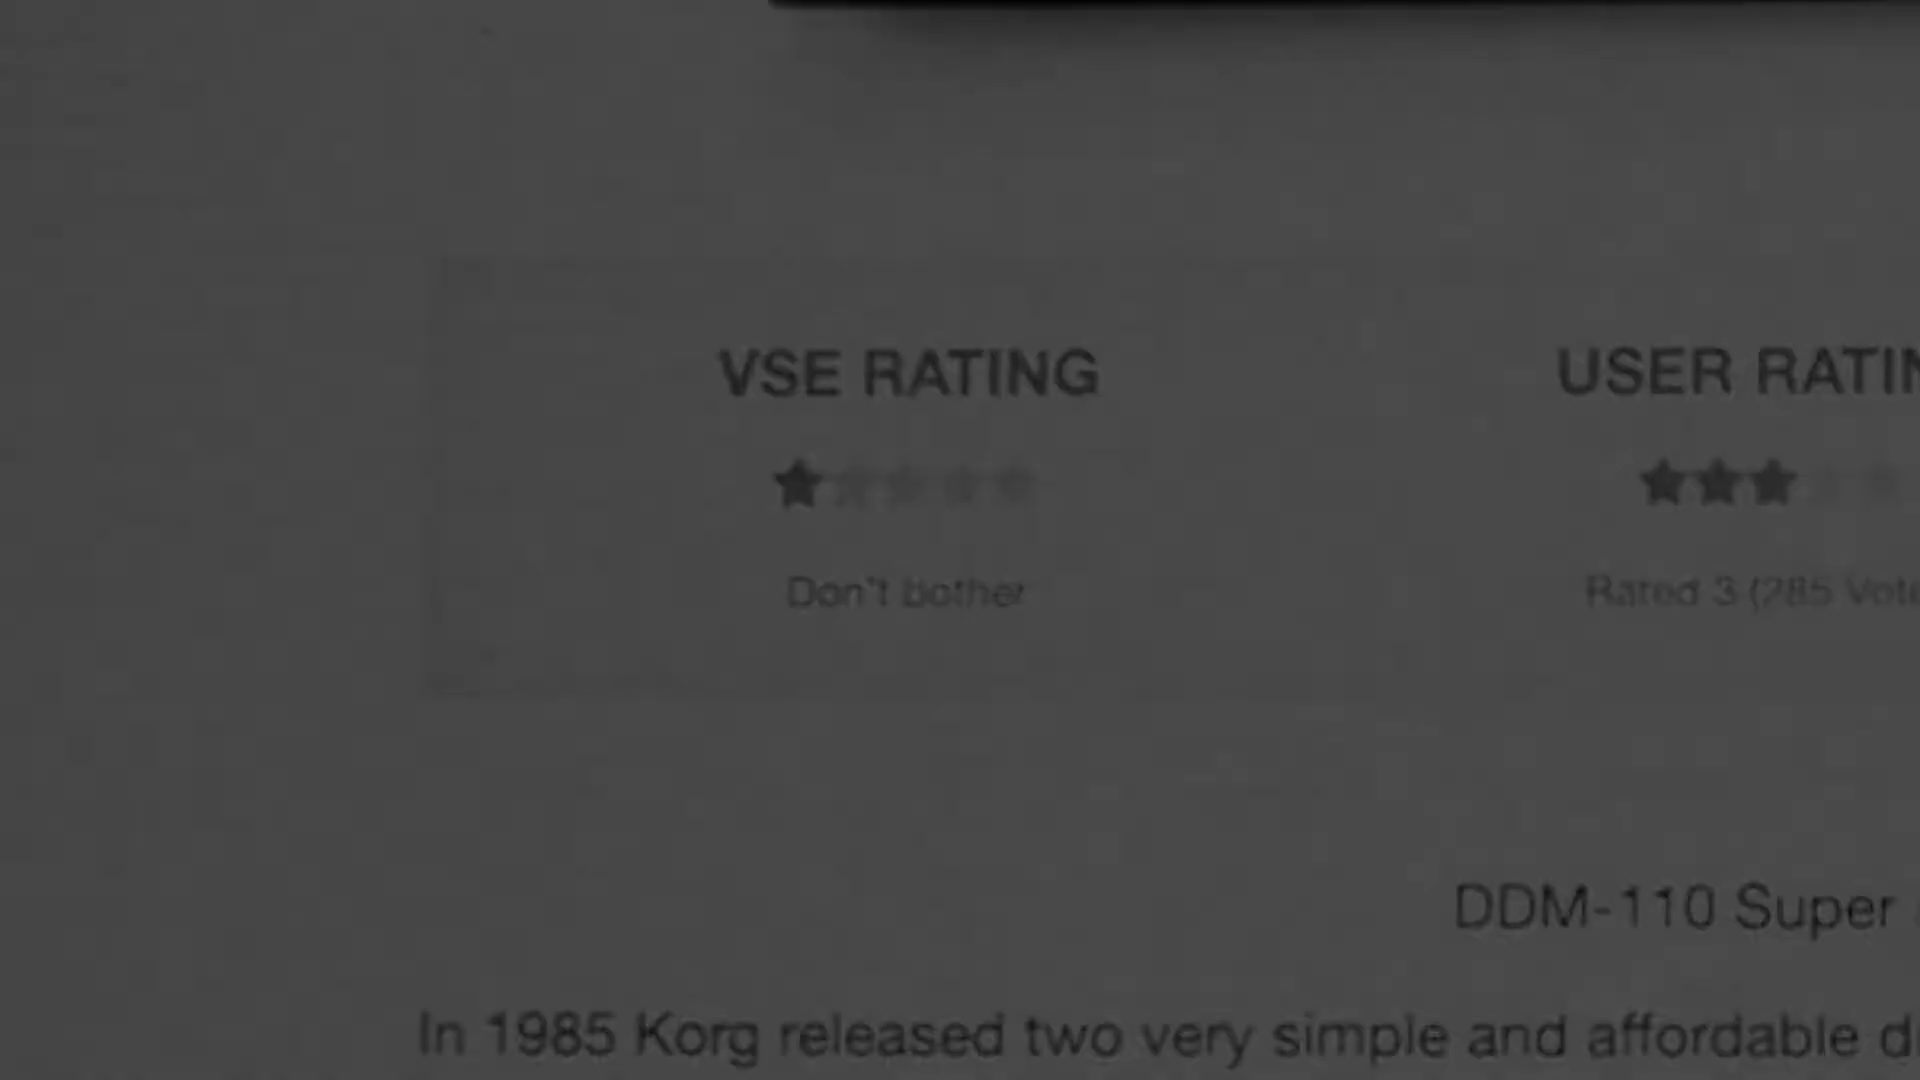 VSE RATING
USER RATIN
Don't bother
Rated 3 (285 Vote
DDM-110 Super
In 1985 Korg released two very simple and affordable d